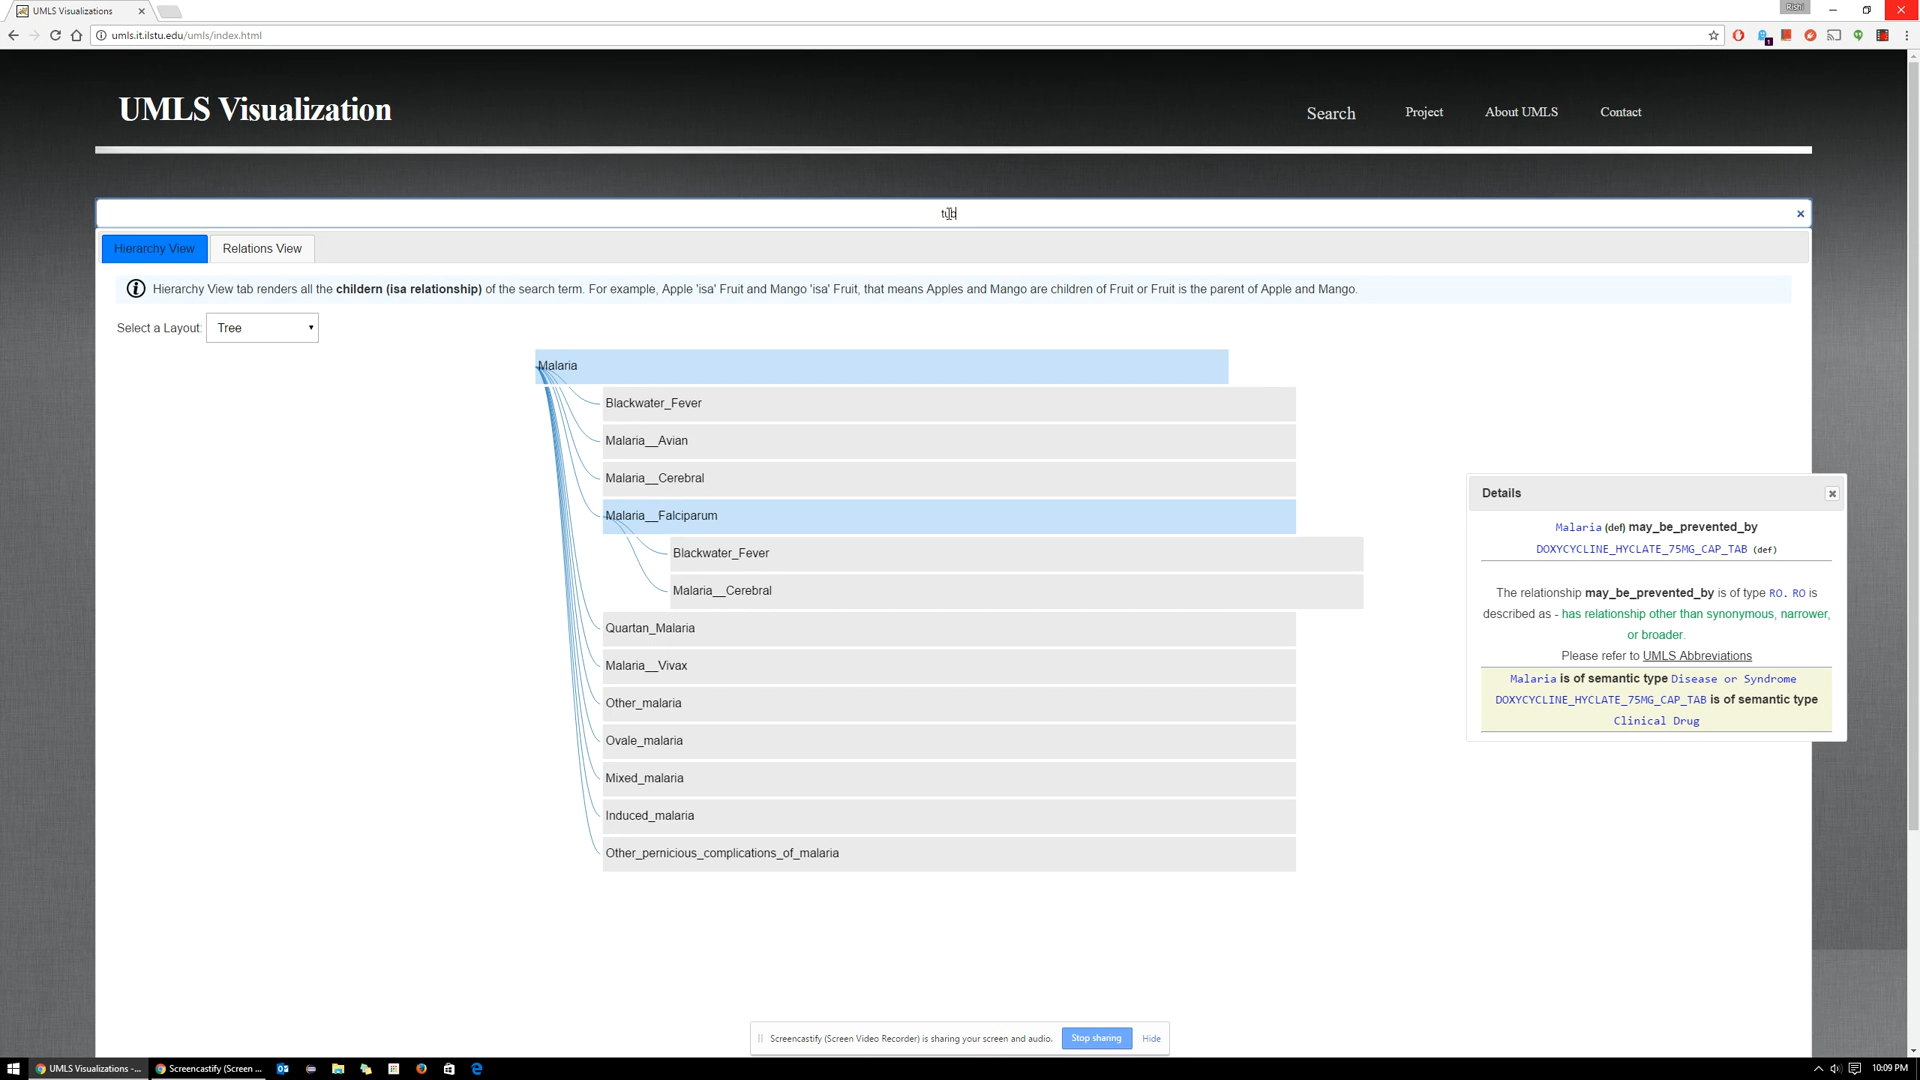 UMLS Visualizations
Rishi
umls.it.ilstu.edu/umls/index.html
1
UMLS Visualization
Search
Project
About UMLS
Contact
tub
Hierarchy View
Relations View
Hierarchy View tab renders all the childern (isa relationship) of the search term. For example, Apple 'isa' Fruit and Mango 'isa' Fruit, that means Apples and Mango are children of Fruit or Fruit is the parent of Apple and Mango.
Select a Layout: Tree
Malaria
Blackwater_Fever
Malaria__Avian
Malaria__Cerebral
Malaria__Falciparum
Blackwater_Fever
Malaria__Cerebral
Quartan_Malaria
Malaria__Vivax
Other_malaria
Ovale_malaria
Mixed_malaria
Induced_malaria
Other_pernicious_complications_of_malaria
Details
Malaria (def) may_be_prevented_by
DOXYCYCLINE_HYCLATE_75MG_CAP_TAB (def)
The relationship may_be_prevented_by is of type RO. RO is
described as - has relationship other than synonymous, narrower,
or broader.
Please refer to UMLS Abbreviations
Malaria is of semantic type Disease or Syndrome
DOXYCYCLINE_HYCLATE_75MG_CAP_TAB is of semantic type
Clinical Drug
Screencastify (Screen Video Recorder) is sharing your screen and audio.
Stop sharing
Hide
UMLS Visualizations -...
Screencastify (Screen ...
10:09 PM